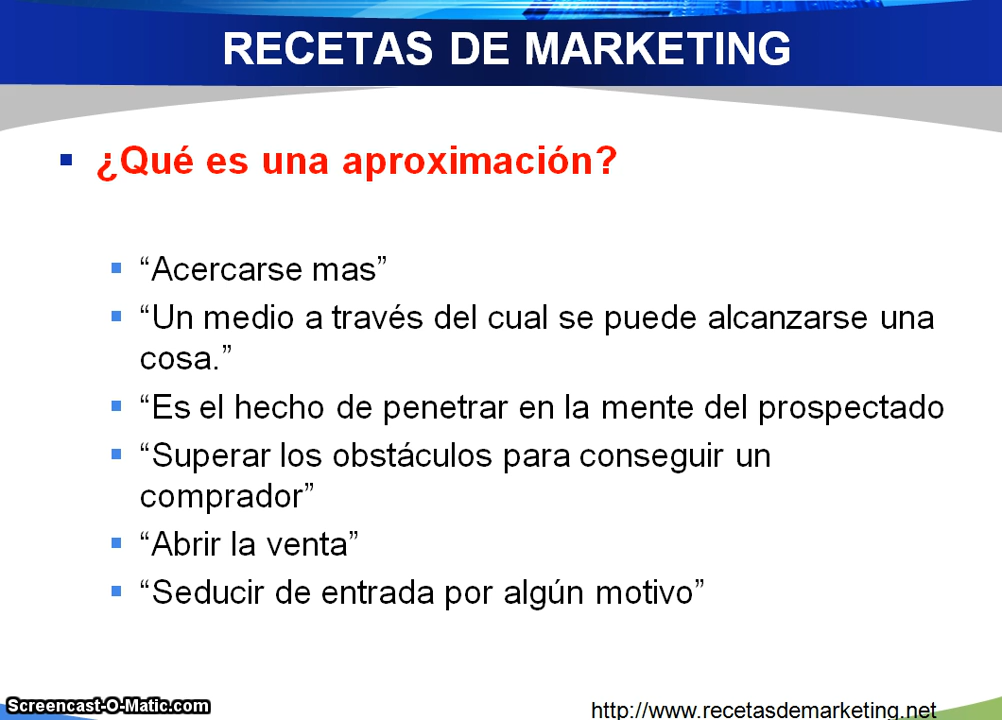 RECETAS DE MARKETING
¿Qué es una aproximación?
“Acercarse mas”
“Un medio a través del cual se puede alcanzarse una
cosa.”
“Es el hecho de penetrar en la mente del prospectado
“Superar los obstáculos para conseguir un
comprador”
“Abrir la venta”
“Seducir de entrada por algún motivo”
Screencast-O-Matic.com
http://www.recetasdemarketing.net